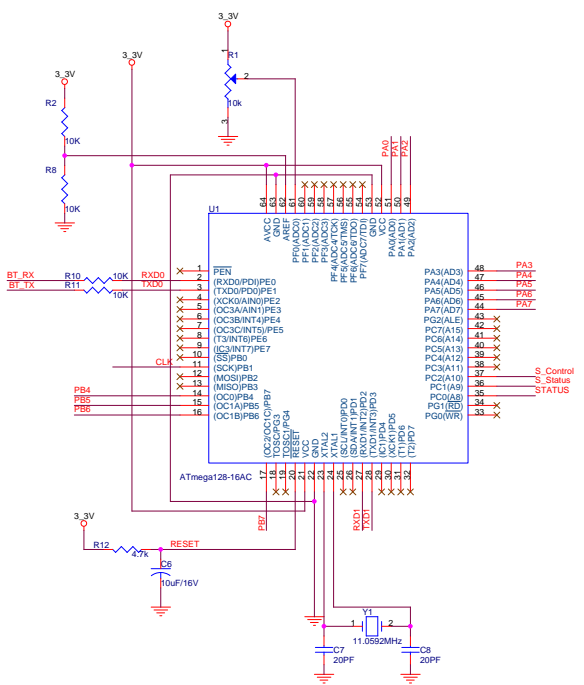 3_3V
R1
1
2
10k
3
3_3V
3_3V
R2
10K
R8
10K
PA0
PA1
PA2
64
63
62
61
60
59
58
57
56
55
54
53
52
51
50
49
U1
AVCC
GND
AREF
PF0(ADC0)
PF1(ADC1)
PF2(ADC2)
PF3(ADC3)
PF4(ADC4/TCK)
PF5(ADC5/TMS)
PF6(ADC6/TDO)
PF7(ADC7/TDI)
GND
VCC
PA0(AD0)
PA1(AD1)
PA2(AD2)
BT_RX
R10
10K
RXD0
BT_TX
R11
10K
TXD0
CLK
PB4
PB5
PB6
1 PEN
2 (RXD0/PDI)PE0
3 (TXD0/PDO)PE1
4 (XCK0/AIN0)PE2
5 (OC3A/AIN1)PE3
6 (OC3B/INT4)PE4
7 (OC3C/INT5)/PE5
8 (T3/INT6)PE6
9 (IC3/INT7)PE7
10 (SS)PB0
11 (SCK)PB1
12 (MOSI)PB2
13 (MISO)PB3
14 (OC0)PB4
15 (OC1A)PB5
16 (OC1B)PB6
PA3(AD3) 48 PA3
PA4(AD4) 47 PA4
PA5(AD5) 46 PA5
PA6(AD6) 45 PA6
PA7(AD7) 44 PA7
PG2(ALE) 43
PC7(A15) 42
PC6(A14) 41
PC5(A13) 40
PC4(A12) 39
PC3(A11) 38
PC2(A10) 37 S_Control
PC1(A9) 36 S_Status
PC0(A8) 35 STATUS
PG1(RD) 34
PG0(WR) 33
(OC2/OC1C)/PB7
TOSC/PG3
TOSC1/PG4
RESET
VCC
GND
XTAL2
XTAL1
(SCL/INT0)PD0
(SDA/INT1)PD1
(RXD1/INT2)PD2
(TXD1/INT3)PD3
(IC1)PD4
(XCK1)PD5
(T1)PD6
(T2)PD7
ATmega128-16AC
17
18
19
20
21
22
23
24
25
26
27
28
29
30
31
32
PB7
RXD1
TXD1
3_3V
R12
4.7k
RESET
C6
10uF/16V
Y1
1
2
11.0592MHz
C7
20PF
C8
20PF